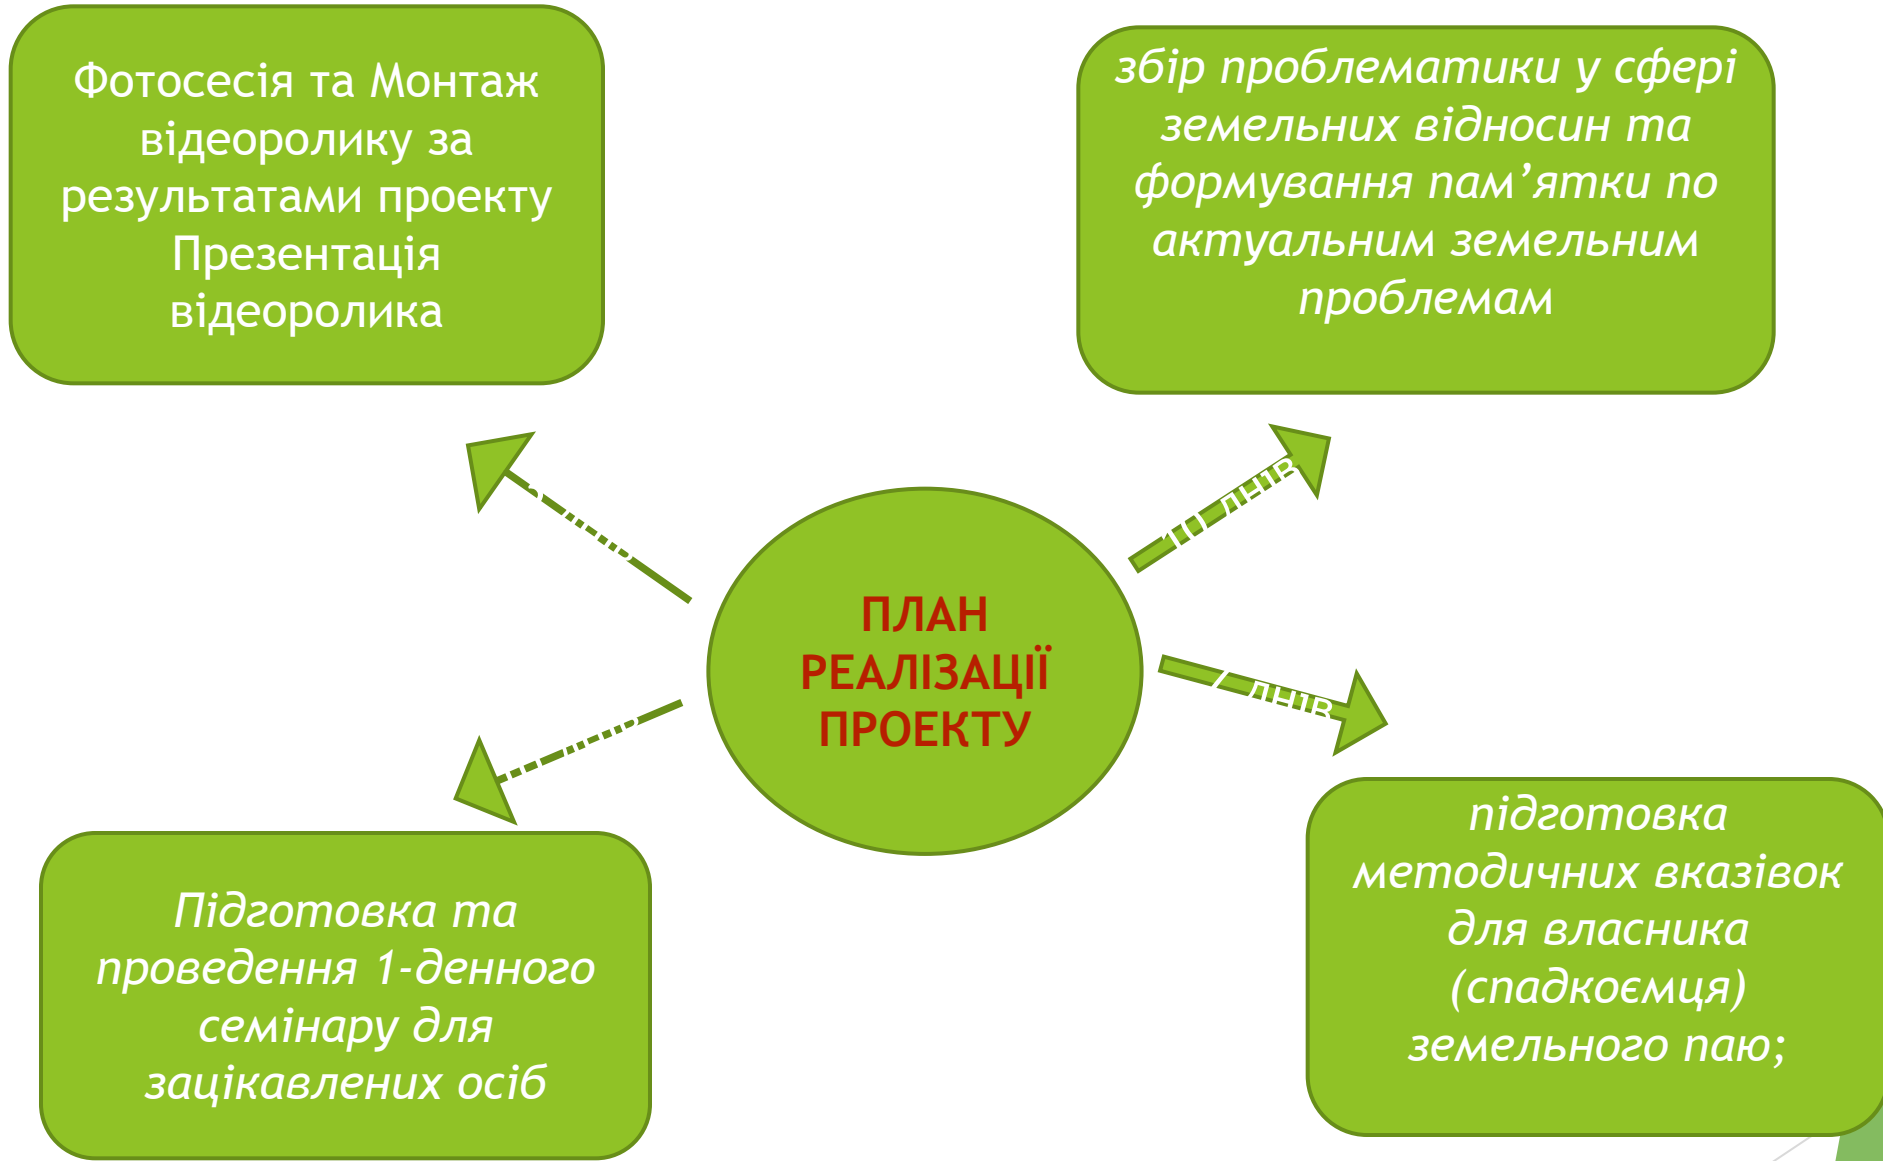 Фотосесія та Монтаж
відеоролику за
результатами проекту
Презентація
відеоролика
збір проблематики у сфері
земельних відносин та
формування пам’ятки по
актуальним земельним
проблемам
днів
ПЛАН
РЕАЛІЗАЦІЇ
ПРОЕКТУ
днів
Підготовка та
проведення 1-денного
семінару для
зацікавлених осіб
підготовка
методичних вказівок
для власника
(спадкоємця)
земельного паю;